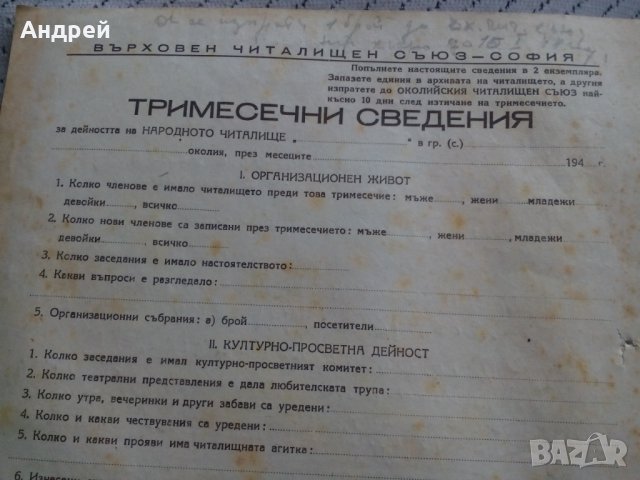 Андрей
ВЪРХОВЕН ЧИТАЛИЩЕН СЪЮЗ—СОФИЯ
Попълнете настоящите сведения в 2 екземпляра.
Запазете единия в архивата на читалището, а другия
изпратете до ОКОЛИЙСКИЯ ЧИТАЛИЩЕН СЪЮЗ най-
късно 10 дни след изтичане на тримесечието.
ТРИМЕСЕЧНИ СВЕДЕНИЯ
за дейността на НАРОДНОТО ЧИТАЛИЩЕ „ " в гр. (с.)
околия, през месеците 194 г.
I. ОРГАНИЗАЦИОНЕН ЖИВОТ
1. Колко членове е имало читалището преди това тримесечие: мъже, жени младежи
девойки, всичко
2. Колко нови членове са записани през тримесечието: мъже, жени, младежи
девойки, всичко
3. Колко заседания е имало настоятелството:
4. Какви въпроси е разгледало:
5. Организационни събрания: а) брой, посетители
II. КУЛТУРНО-ПРОСВЕТНА ДЕЙНОСТ
1. Колко заседания е имал културно-просветният комитет:
2. Колко театрални представления е дала любителската трупа:
3. Колко утра, вечеринки и други забави са уредени:
4. Колко и какви чествувания са уредени:
5. Колко и какви прояви има читалищната агитка:
BAZAR